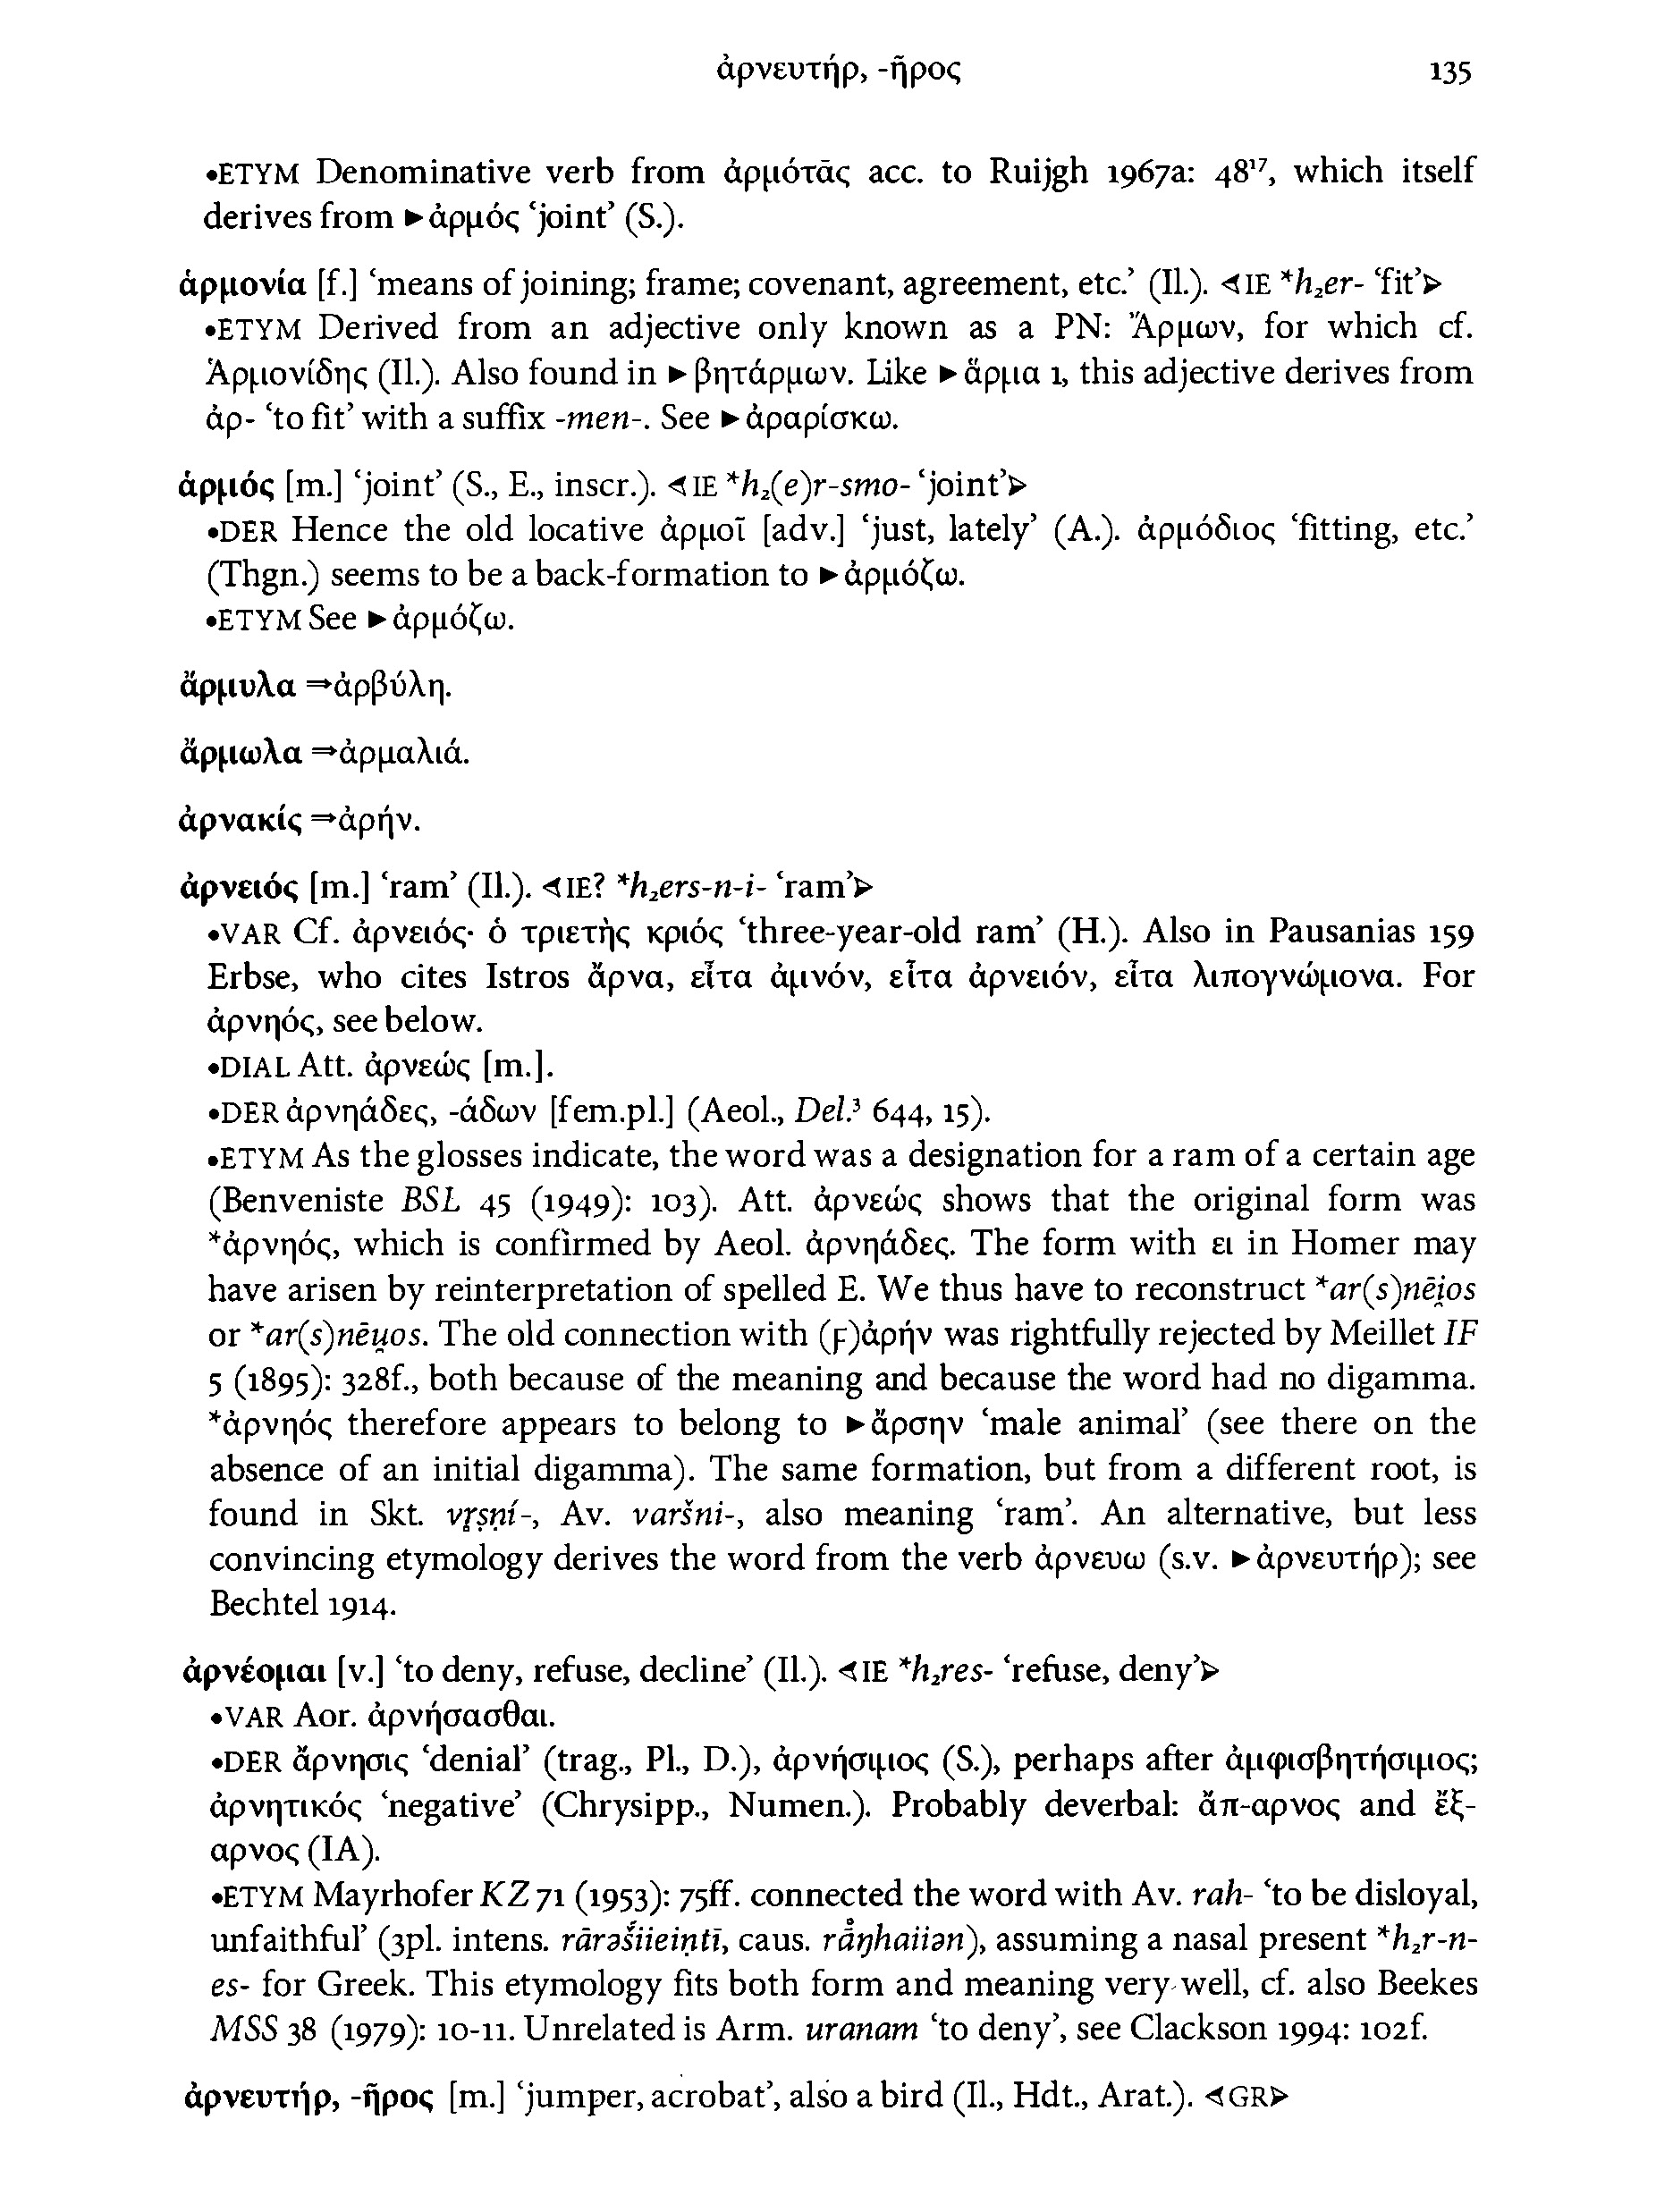 ἀρνευτήρ, -ῆρος 135
•ETYM Denominative verb from ἁρμότᾱς acc. to Ruijgh 1967a: 48¹⁷, which itself
derives from ►ἁρμός ‘joint’ (S.).
ἁρμονία [f.] ‘means of joining; frame; covenant, agreement, etc.’ (Il.). ⊲IE *h₂er- ‘fit’⊳
•ETYM Derived from an adjective only known as a PN: Ἅρμων, for which cf.
Ἁρμονίδης (Il.). Also found in ►βητάρμων. Like ►ἅρμα 1, this adjective derives from
ἀρ- ‘to fit’ with a suffix -men-. See ►ἀραρίσκω.
ἁρμός [m.] ‘joint’ (S., E., inscr.). ⊲IE *h₂(e)r-smo- ‘joint’⊳
•DER Hence the old locative ἁρμοῖ [adv.] ‘just, lately’ (A.). ἁρμόδιος ‘fitting, etc.’
(Thgn.) seems to be a back-formation to ►ἁρμόζω.
•ETYM See ►ἁρμόζω.
ἄρμυλα ⇒ἀρβύλη.
ἄρμωλα ⇒ἁρμαλιά.
ἀρνακίς ⇒ἀρήν.
ἀρνειός [m.] ‘ram’ (Il.). ⊲IE? *h₂ers-n-i- ‘ram’⊳
•VAR Cf. ἀρνειός· ὁ τριετὴς κριός ‘three-year-old ram’ (H.). Also in Pausanias 159
Erbse, who cites Istros ἄρνα, εἶτα ἀμνόν, εἶτα ἀρνειόν, εἶτα λιπογνώμονα. For
ἀρνηός, see below.
•DIAL Att. ἀρνεώς [m.].
•DER ἀρνηάδες, -άδων [fem.pl.] (Aeol., Del.³ 644, 15).
•ETYM As the glosses indicate, the word was a designation for a ram of a certain age
(Benveniste BSL 45 (1949): 103). Att. ἀρνεώς shows that the original form was
*ἀρνηός, which is confirmed by Aeol. ἀρνηάδες. The form with ει in Homer may
have arisen by reinterpretation of spelled E. We thus have to reconstruct *ar(s)nēi̯os
or *ar(s)nēu̯os. The old connection with (ϝ)ἀρήν was rightfully rejected by Meillet IF
5 (1895): 328f., both because of the meaning and because the word had no digamma.
*ἀρνηός therefore appears to belong to ►ἄρσην ‘male animal’ (see there on the
absence of an initial digamma). The same formation, but from a different root, is
found in Skt. vr̥ṣṇí-, Av. varšni-, also meaning ‘ram’. An alternative, but less
convincing etymology derives the word from the verb ἀρνευω (s.v. ►ἀρνευτήρ); see
Bechtel 1914.
ἀρνέομαι [v.] ‘to deny, refuse, decline’ (Il.). ⊲IE *h₂res- ‘refuse, deny’⊳
•VAR Aor. ἀρνήσασθαι.
•DER ἄρνησις ‘denial’ (trag., Pl., D.), ἀρνήσιμος (S.), perhaps after ἀμφισβητήσιμος;
ἀρνητικός ‘negative’ (Chrysipp., Numen.). Probably deverbal: ἄπ-αρνος and ἔξ-
αρνος (IA).
•ETYM Mayrhofer KZ 71 (1953): 75ff. connected the word with Av. rah- ‘to be disloyal,
unfaithful’ (3pl. intens. rārəšiieiṇtī, caus. rā̊ŋhaiiən), assuming a nasal present *h₂r-n-
es- for Greek. This etymology fits both form and meaning very well, cf. also Beekes
MSS 38 (1979): 10-11. Unrelated is Arm. uranam ‘to deny’, see Clackson 1994: 102f.
ἀρνευτήρ, -ῆρος [m.] ‘jumper, acrobat’, also a bird (Il., Hdt., Arat.). ⊲GR⊳